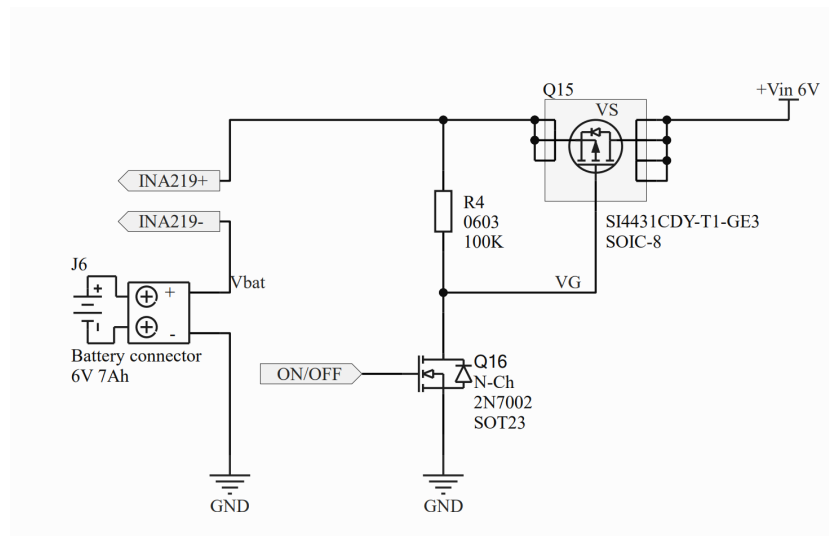 Q15
VS
+Vin 6V
INA219+
INA219-
R4
0603
100K
SI4431CDY-T1-GE3
SOIC-8
J6
+
+
-
Vbat
VG
Battery connector
6V 7Ah
ON/OFF
Q16
N-Ch
2N7002
SOT23
GND
GND